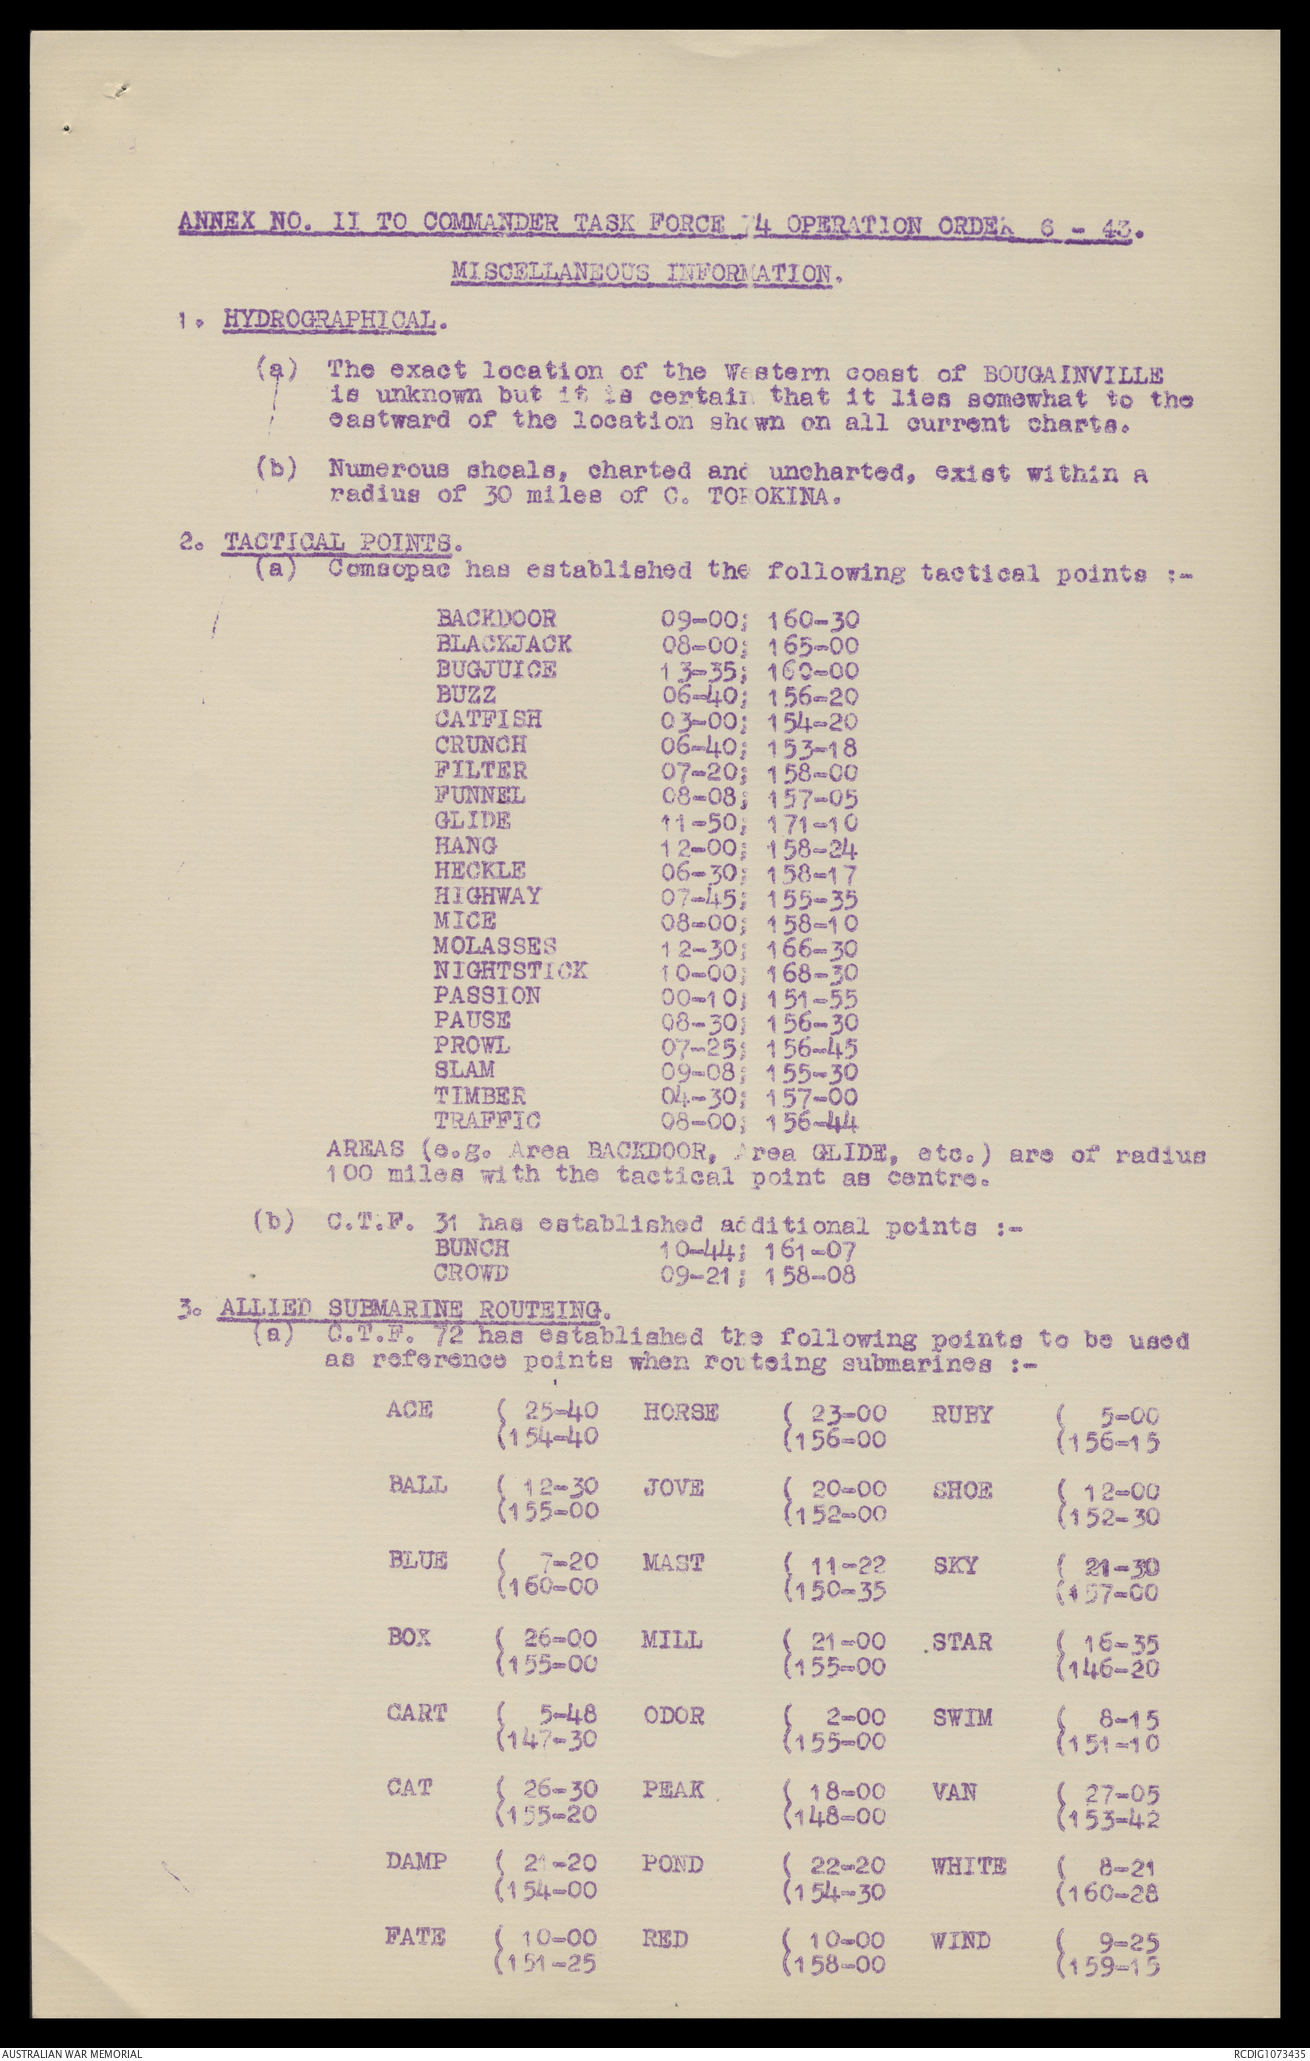 ANNEX NO. II TO COMMANDER TASK FORCE 74 OPERATION ORDER 6 - 43.
MISCELLANEOUS INFORMATION.
1. HYDROGRAPHICAL.
(a) The exact location of the Western coast of BOUGAINVILLE
is unknown but it is certain that it lies somewhat to the
eastward of the location shown on all current charts.
(b) Numerous shoals, charted and uncharted, exist within a
radius of 30 miles of C. TOROKINA.
2. TACTICAL POINTS.
(a) Comsopac has established the following tactical points :-
BACKDOOR 09-00; 160-30
BLACKJACK 08-00; 165-00
BUGJUICE 13-35; 160-00
BUZZ 06-40; 156-20
CATFISH 03-00; 154-20
CRUNCH 06-40; 153-18
FILTER 07-20; 158-00
FUNNEL 08-08; 157-05
GLIDE 11-50; 171-10
HANG 12-00; 158-24
HECKLE 06-30; 158-17
HIGHWAY 07-45; 155-35
MICE 08-00; 158-10
MOLASSES 12-30; 166-30
NIGHTSTICK 10-00; 168-30
PASSION 00-10; 151-55
PAUSE 08-30; 156-30
PROWL 07-25; 156-45
SLAM 09-08; 155-30
TIMBER 04-30; 157-00
TRAFFIC 08-00; 156-44
AREAS (e.g. Area BACKDOOR, Area GLIDE, etc.) are of radius
100 miles with the tactical point as centre.
(b) C.T.F. 31 has established additional points :-
BUNCH 10-44; 161-07
CROWD 09-21; 158-08
3. ALLIED SUBMARINE ROUTEING.
(a) C.T.F. 72 has established the following points to be used
as reference points when routeing submarines :-
ACE ( 25-40 HORSE ( 23-00 RUBY ( 5-00
(154-40 (156-00 (156-15
BALL ( 12-30 JOVE ( 20-00 SHOE ( 12-00
(155-00 (152-00 (152-30
BLUE ( 7-20 MAST ( 11-22 SKY ( 21-30
(160-00 (150-35 (157-00
BOX ( 26-00 MILL ( 21-00 STAR ( 16-35
(155-00 (155-00 (146-20
CART ( 5-48 ODOR ( 2-00 SWIM ( 8-15
(147-30 (155-00 (151-10
CAT ( 26-30 PEAK ( 18-00 VAN ( 27-05
(155-20 (148-00 (153-42
DAMP ( 21-20 POND ( 22-20 WHITE ( 8-21
(154-00 (154-30 (160-28
FATE ( 10-00 RED ( 10-00 WIND ( 9-25
(151-25 (158-00 (159-15
AUSTRALIAN WAR MEMORIAL RCDIG1073435